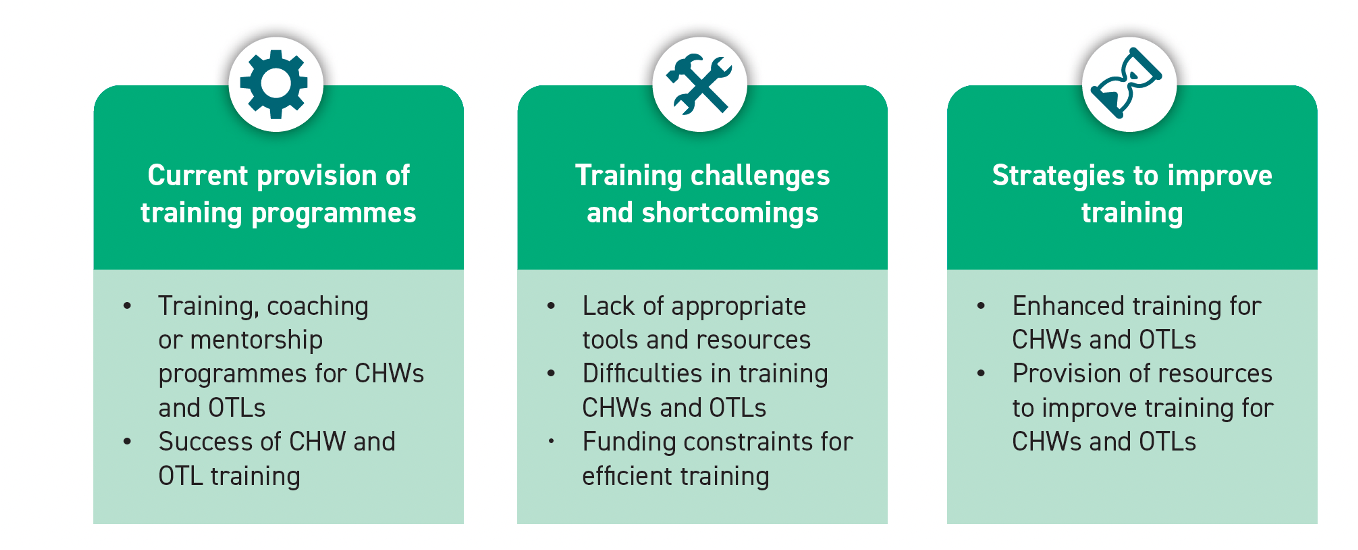 Current provision of
training programmes
• Training, coaching
or mentorship
programmes for CHWs
and OTLs
• Success of CHW and
OTL training
Training challenges
and shortcomings
• Lack of appropriate
tools and resources
• Difficulties in training
CHWs and OTLs
• Funding constraints for
efficient training
Strategies to improve
training
• Enhanced training for
CHWs and OTLs
• Provision of resources
to improve training for
CHWs and OTLs